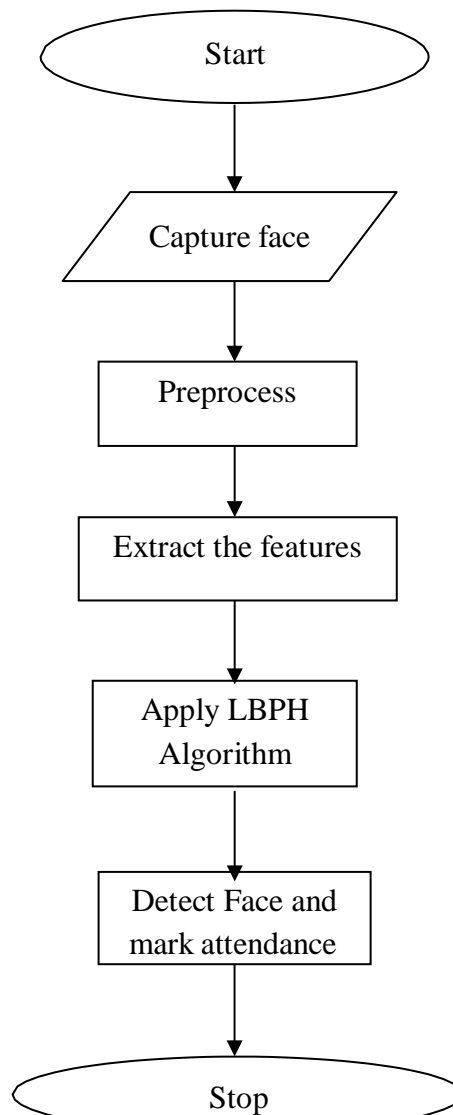 Start
Capture face
Preprocess
Extract the features
Apply LBPH
Algorithm
Detect Face and
mark attendance
Stop